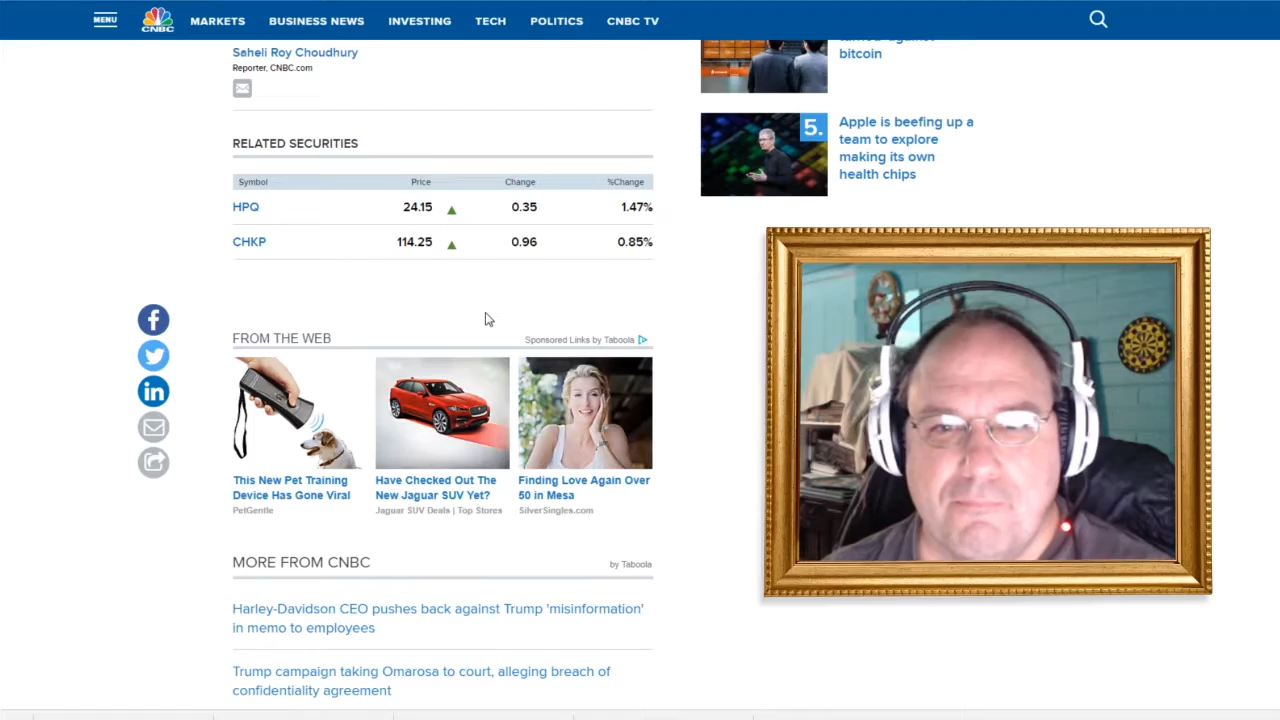 MENU
CNBC
MARKETS
BUSINESS NEWS
INVESTING
TECH
POLITICS
CNBC TV
Saheli Roy Choudhury
Reporter, CNBC.com
RELATED SECURITIES
Symbol Price Change %Change
HPQ 24.15 0.35 1.47%
CHKP 114.25 0.96 0.85%
FROM THE WEB
Sponsored Links by Taboola
This New Pet Training
Device Has Gone Viral
PetGentle
Have Checked Out The
New Jaguar SUV Yet?
Jaguar SUV Deals | Top Stores
Finding Love Again Over
50 in Mesa
SilverSingles.com
MORE FROM CNBC
by Taboola
Harley-Davidson CEO pushes back against Trump 'misinformation'
in memo to employees
Trump campaign taking Omarosa to court, alleging breach of
confidentiality agreement
bitcoin
5.
Apple is beefing up a
team to explore
making its own
health chips